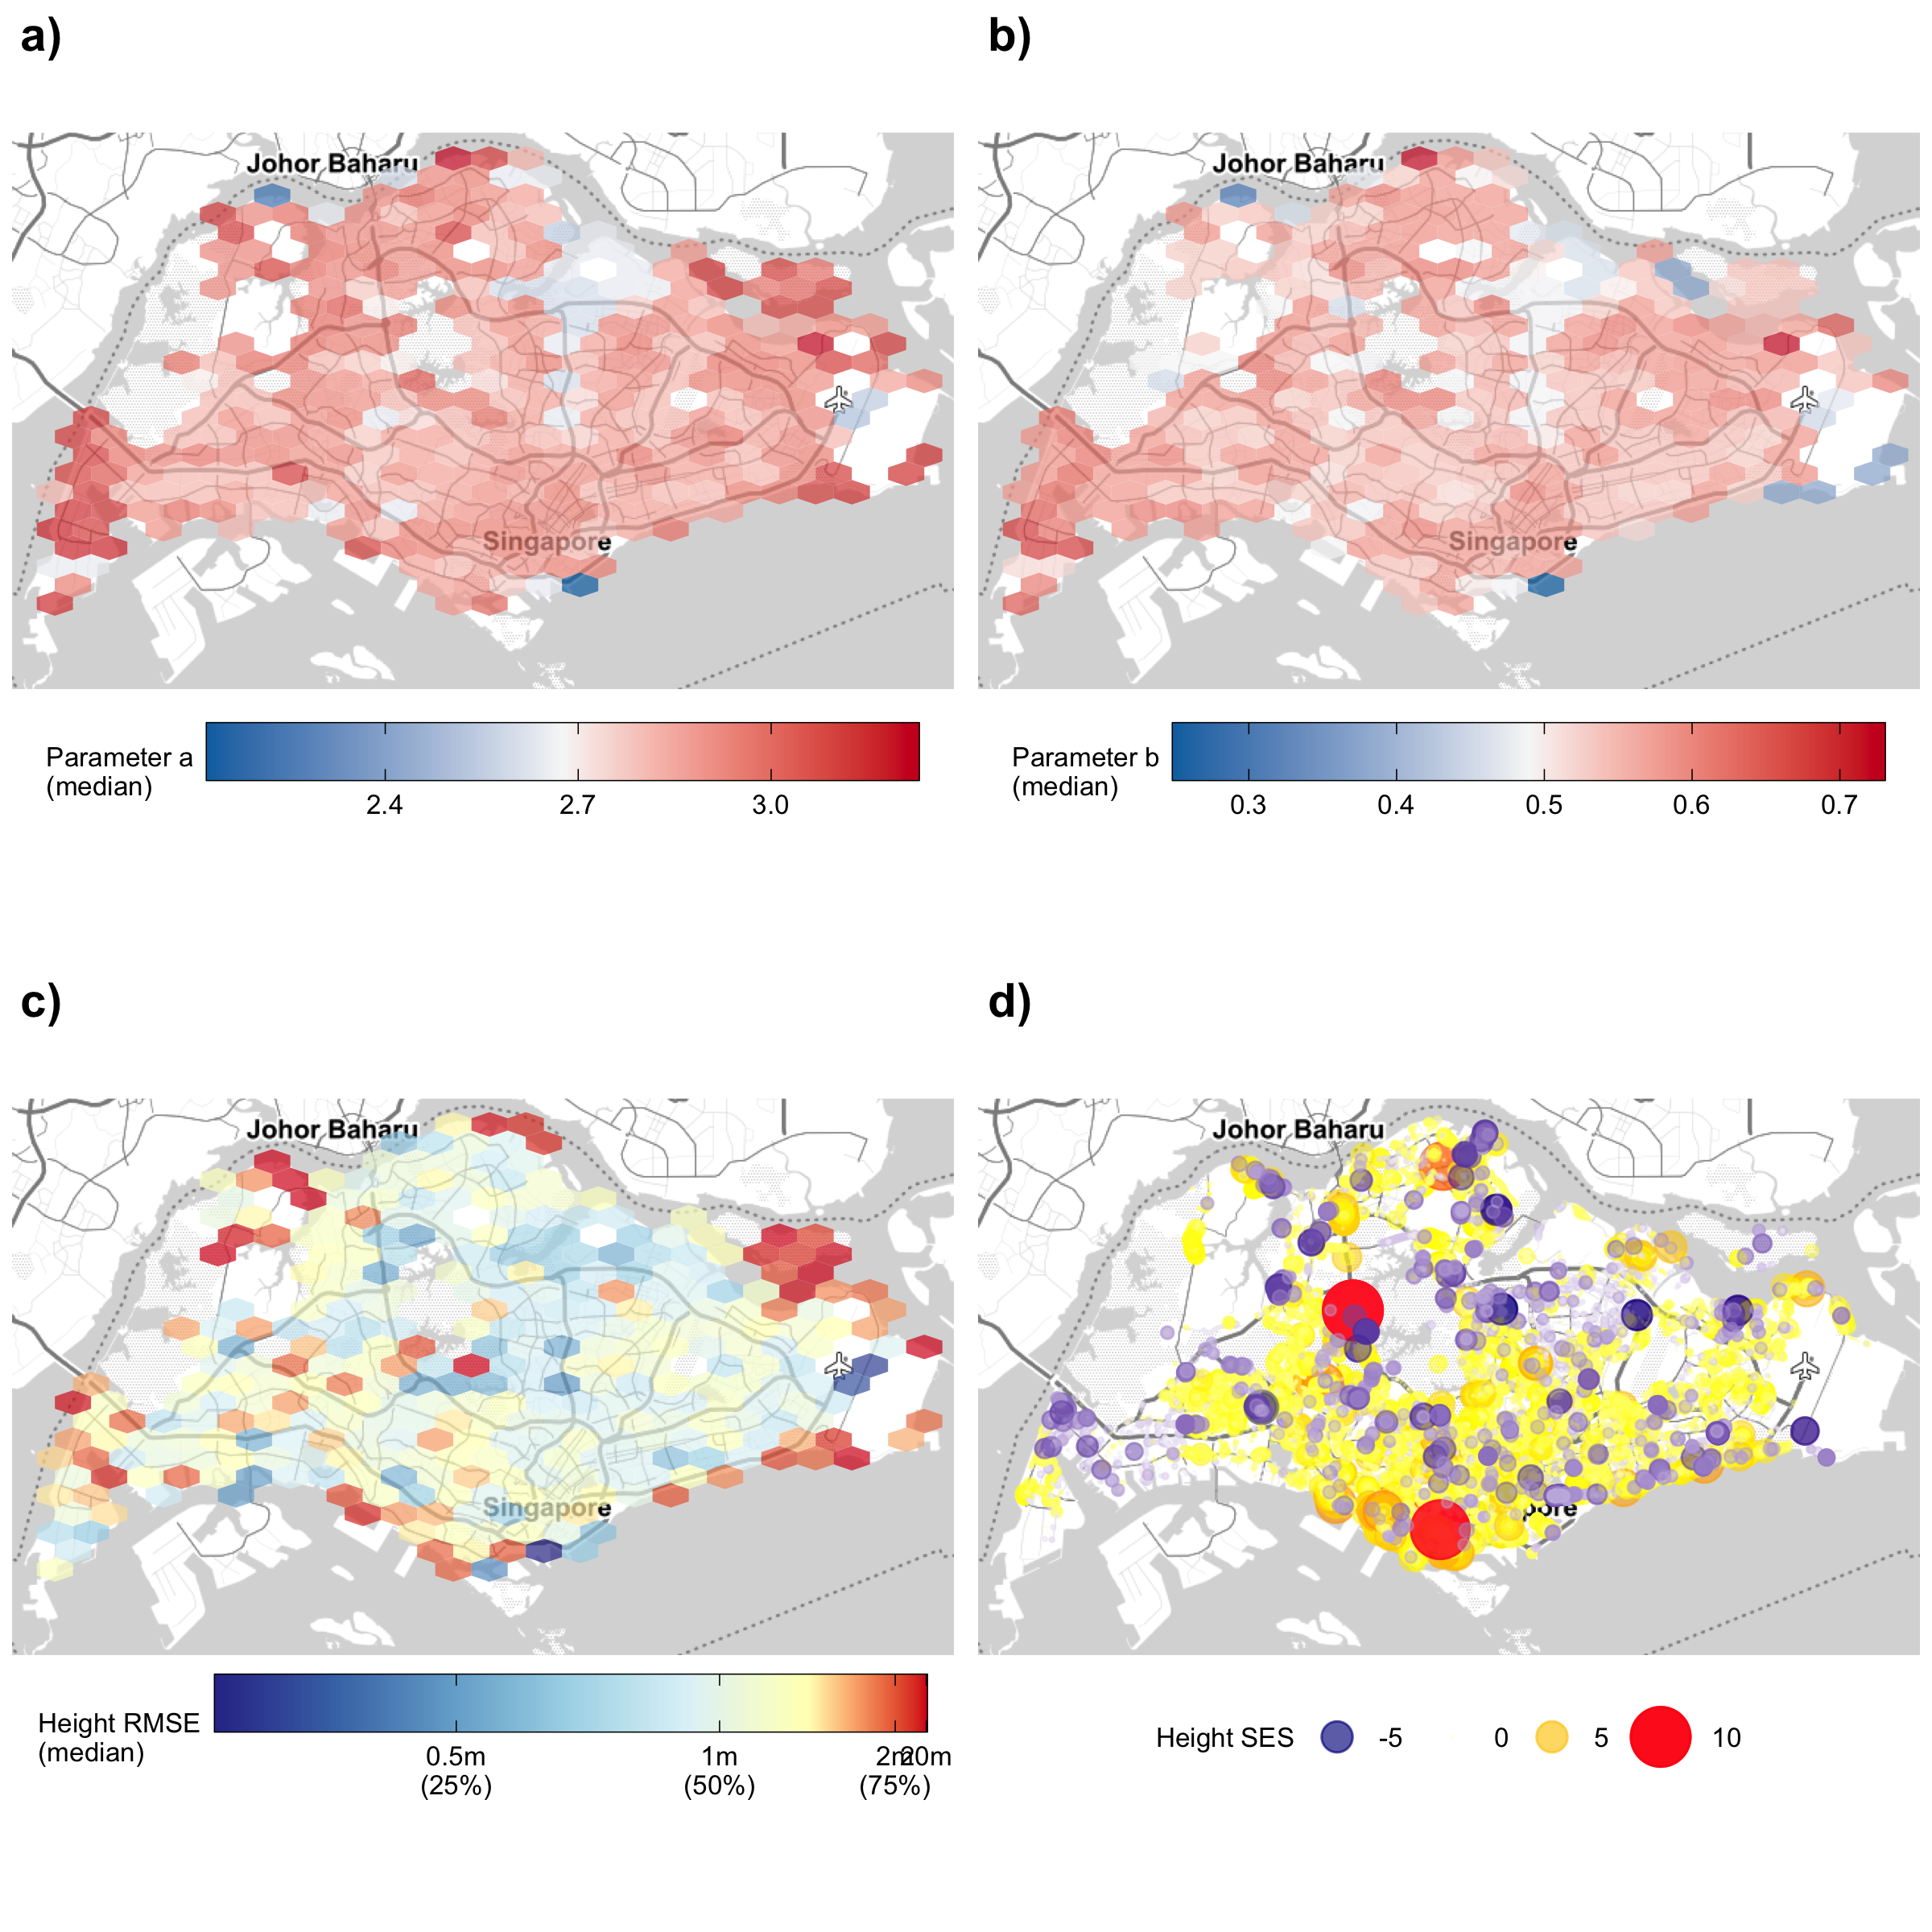 a)
b)
Johor Baharu
Johor Baharu
Singapore
Singapore
Parameter a
(median)
2.4
2.7
3.0
Parameter b
(median)
0.3
0.4
0.5
0.6
0.7
c)
d)
Johor Baharu
Johor Baharu
Singapore
pore
Height RMSE
(median)
0.5m
(25%)
1m
(50%)
2m
(75%)
20m
Height SES
-5
0
5
10